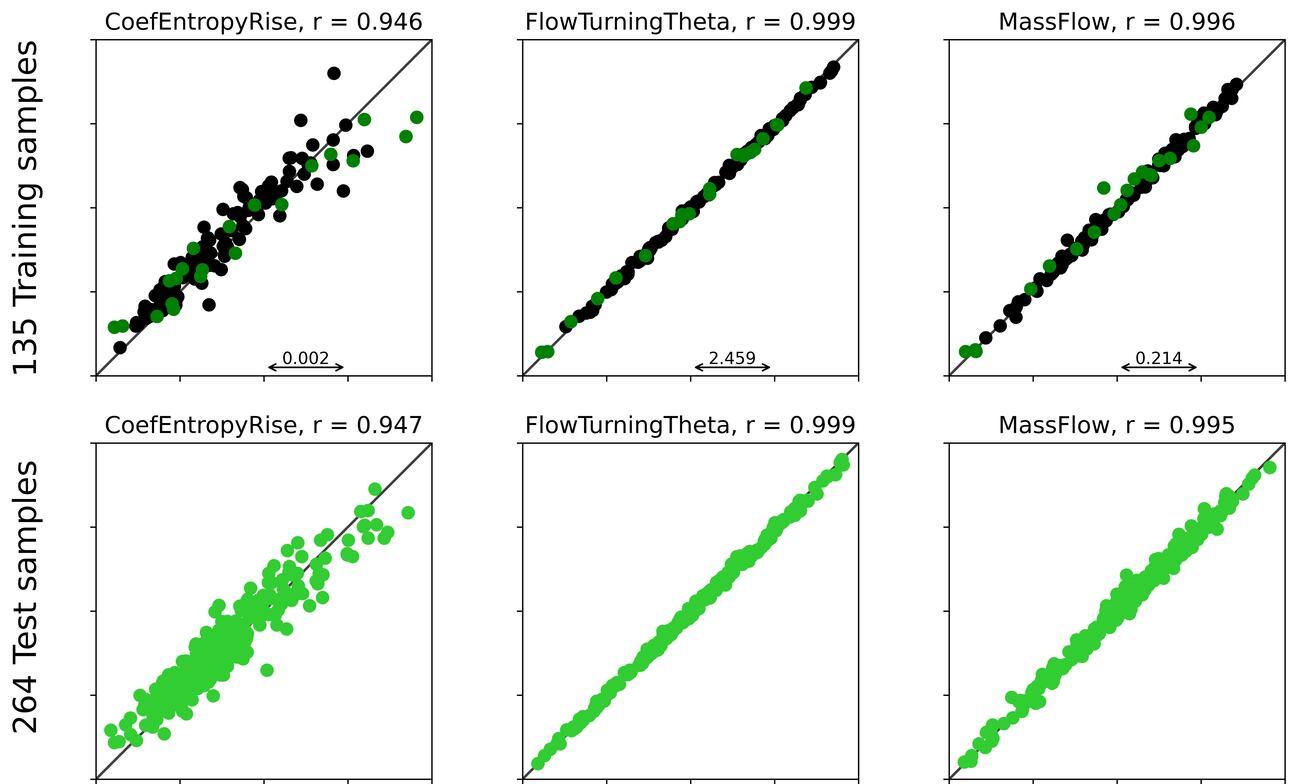 CoefEntropyRise, r = 0.946
FlowTurningTheta, r = 0.999
MassFlow, r = 0.996
135 Training samples
0.002
2.459
0.214
CoefEntropyRise, r = 0.947
FlowTurningTheta, r = 0.999
MassFlow, r = 0.995
264 Test samples